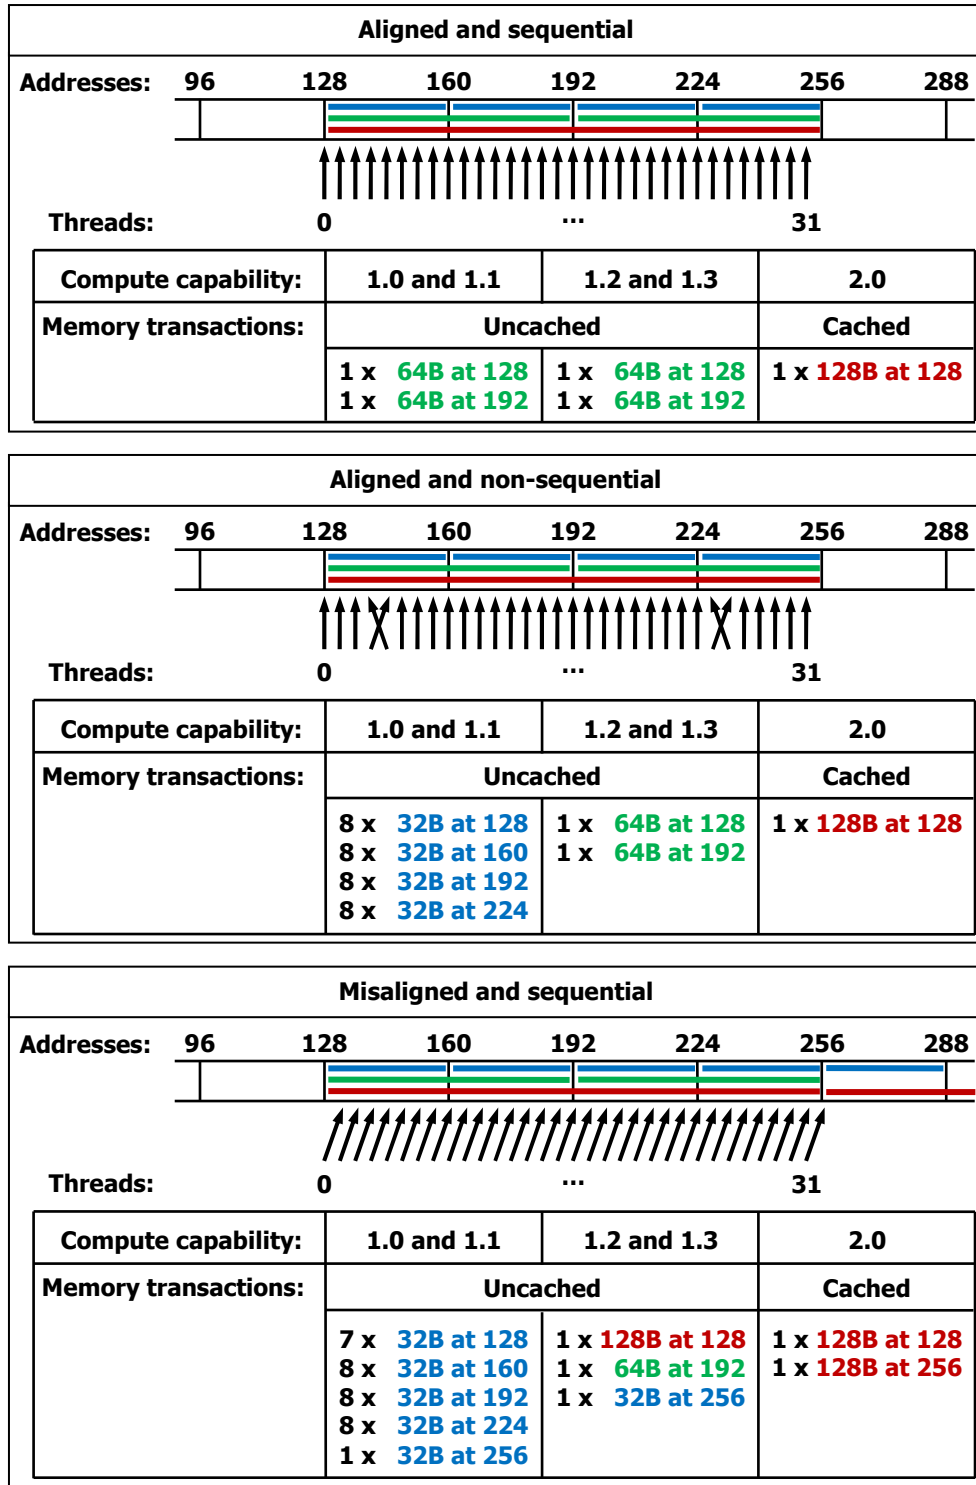 Aligned and sequential
Addresses: 96 128 160 192 224 256 288
Threads: 0 ... 31
Compute capability: 1.0 and 1.1 1.2 and 1.3 2.0
Memory transactions: Uncached Cached
1 x 64B at 128 1 x 64B at 128 1 x 128B at 128
1 x 64B at 192 1 x 64B at 192
Aligned and non-sequential
Addresses: 96 128 160 192 224 256 288
Threads: 0 ... 31
Compute capability: 1.0 and 1.1 1.2 and 1.3 2.0
Memory transactions: Uncached Cached
8 x 32B at 128 1 x 64B at 128 1 x 128B at 128
8 x 32B at 160 1 x 64B at 192
8 x 32B at 192
8 x 32B at 224
Misaligned and sequential
Addresses: 96 128 160 192 224 256 288
Threads: 0 ... 31
Compute capability: 1.0 and 1.1 1.2 and 1.3 2.0
Memory transactions: Uncached Cached
7 x 32B at 128 1 x 128B at 128 1 x 128B at 128
8 x 32B at 160 1 x 64B at 192 1 x 128B at 256
8 x 32B at 192 1 x 32B at 256
8 x 32B at 224
1 x 32B at 256